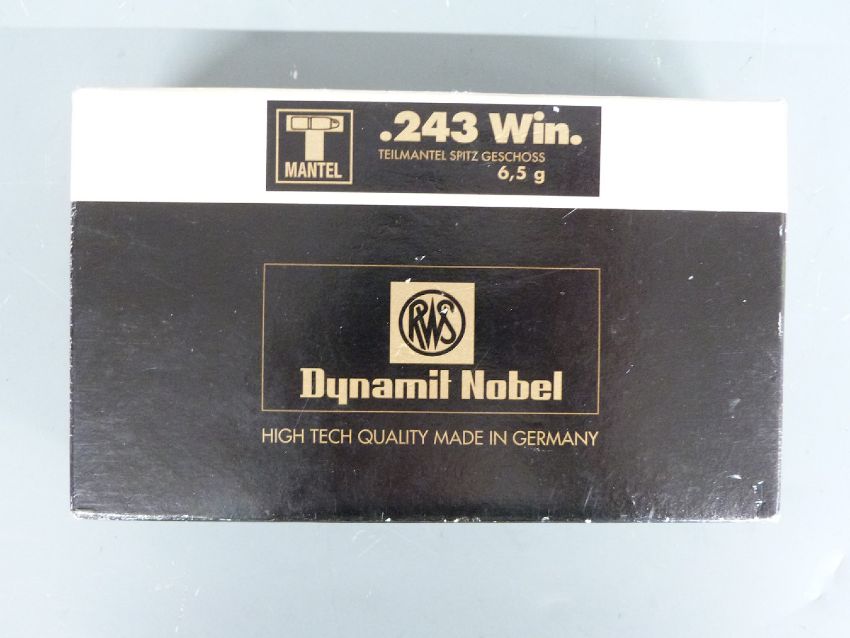 .243 Win.
TEILMANTEL SPITZ GESCHOSS
6,5 g
T
MANTEL
RWS
Dynamit Nobel
HIGH TECH QUALITY MADE IN GERMANY